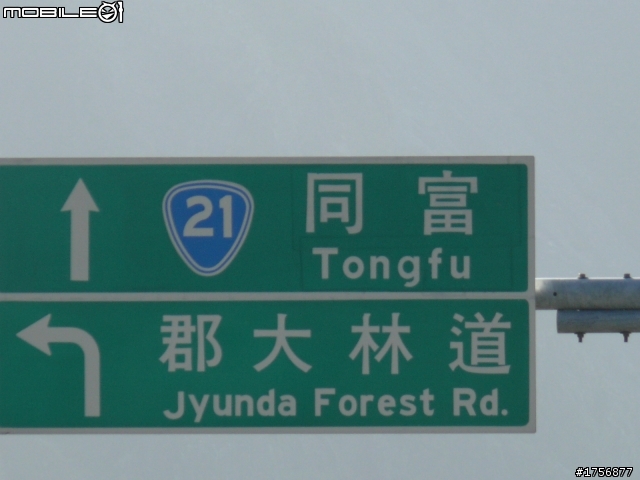 MOBILE01
21 同富
Tongfu
郡大林道
Jyunda Forest Rd.
#1756877